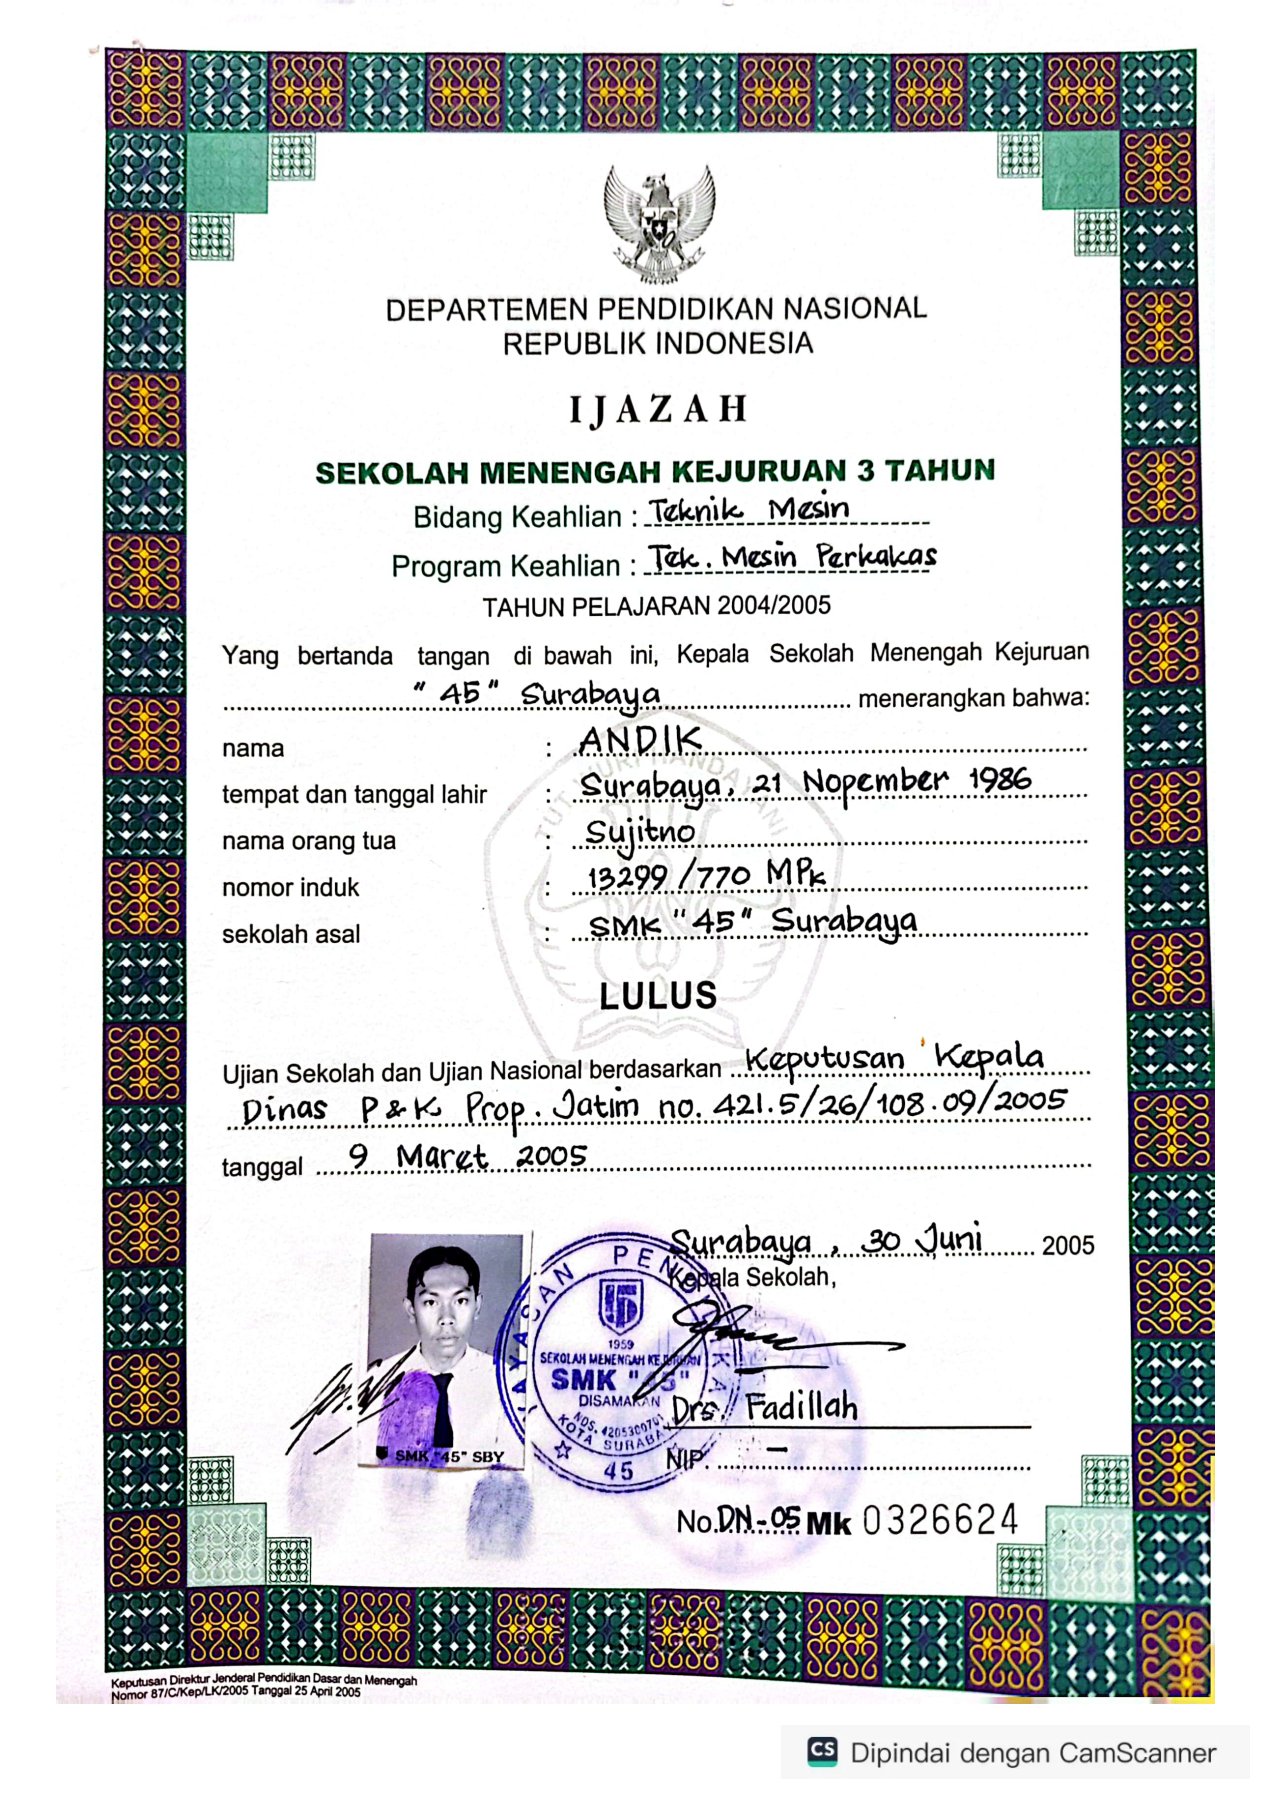 DEPARTEMEN PENDIDIKAN NASIONAL
REPUBLIK INDONESIA
IJAZAH
SEKOLAH MENENGAH KEJURUAN 3 TAHUN
Bidang Keahlian : Teknik Mesin
Program Keahlian : Tek. Mesin Perkakas
TAHUN PELAJARAN 2004/2005
Yang bertanda tangan di bawah ini, Kepala Sekolah Menengah Kejuruan
"45" Surabaya menerangkan bahwa:
nama : ANDIK
tempat dan tanggal lahir : Surabaya, 21 Nopember 1986
nama orang tua : Sujitno
nomor induk : 13299/770 MPk
sekolah asal : SMK "45" Surabaya
TUT WURI HANDAYANI
LULUS
Ujian Sekolah dan Ujian Nasional berdasarkan Keputusan Kepala
Dinas P & K Prop. Jatim no. 421.5/26/108.09/2005
tanggal 9 Maret 2005
Surabaya, 30 Juni 2005
Kepala Sekolah,
YAYASAN PENDIDIKAN
1959
SEKOLAH MENENGAH KEJURUAN
SMK "45"
DISAMAKAN
NDS. 4205300701
KOTA SURABAYA
45
SMK "45" SBY
Drs. Fadillah
NIP. –
No. DN-05 Mk 0326624
Keputusan Direktur Jenderal Pendidikan Dasar dan Menengah
Nomor 87/C/Kep/LK/2005 Tanggal 25 April 2005
CS Dipindai dengan CamScanner